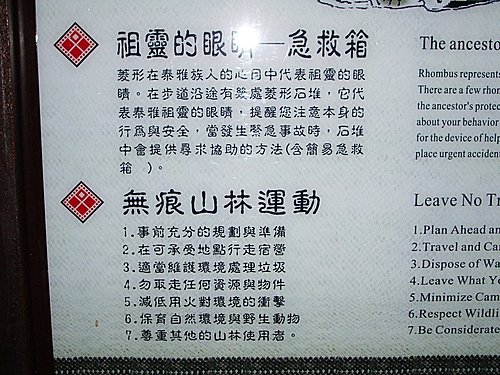 祖靈的眼睛—急救箱
菱形在泰雅族人的心目中代表祖靈的眼
睛。在步道沿途有幾處菱形石堆，它代
表泰雅祖靈的眼睛，提醒您注意本身的
行為與安全，當發生緊急事故時，石堆
中會提供尋求協助的方法(含簡易急救
箱 )。
無痕山林運動
1.事前充分的規劃與準備
2.在可承受地點行走宿營
3.適當維護環境處理垃圾
4.勿取走任何資源與物件
5.減低用火對環境的衝擊
6.保育自然環境與野生動物
7.尊重其他的山林使用者。
The ancesto
Rhombus represente
There are a few rhom
the ancestor's protec
about your behavior
for the device of help
place urgent acciden
Leave No Tr
1.Plan Ahead an
2.Travel and Ca
3.Dispose of Wa
4.Leave What Yo
5.Minimize Cam
6.Respect Wildli
7.Be Considerate